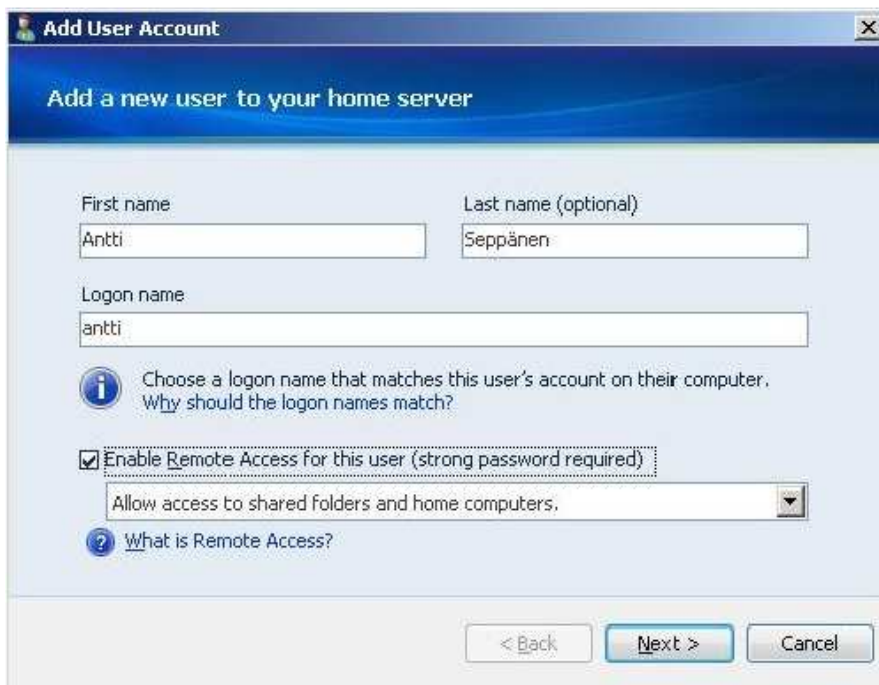 Add User Account
Add a new user to your home server
First name
Last name (optional)
Antti
Seppänen
Logon name
antti
Choose a logon name that matches this user's account on their computer.
Why should the logon names match?
Enable Remote Access for this user (strong password required)
Allow access to shared folders and home computers.
What is Remote Access?
< Back
Next >
Cancel